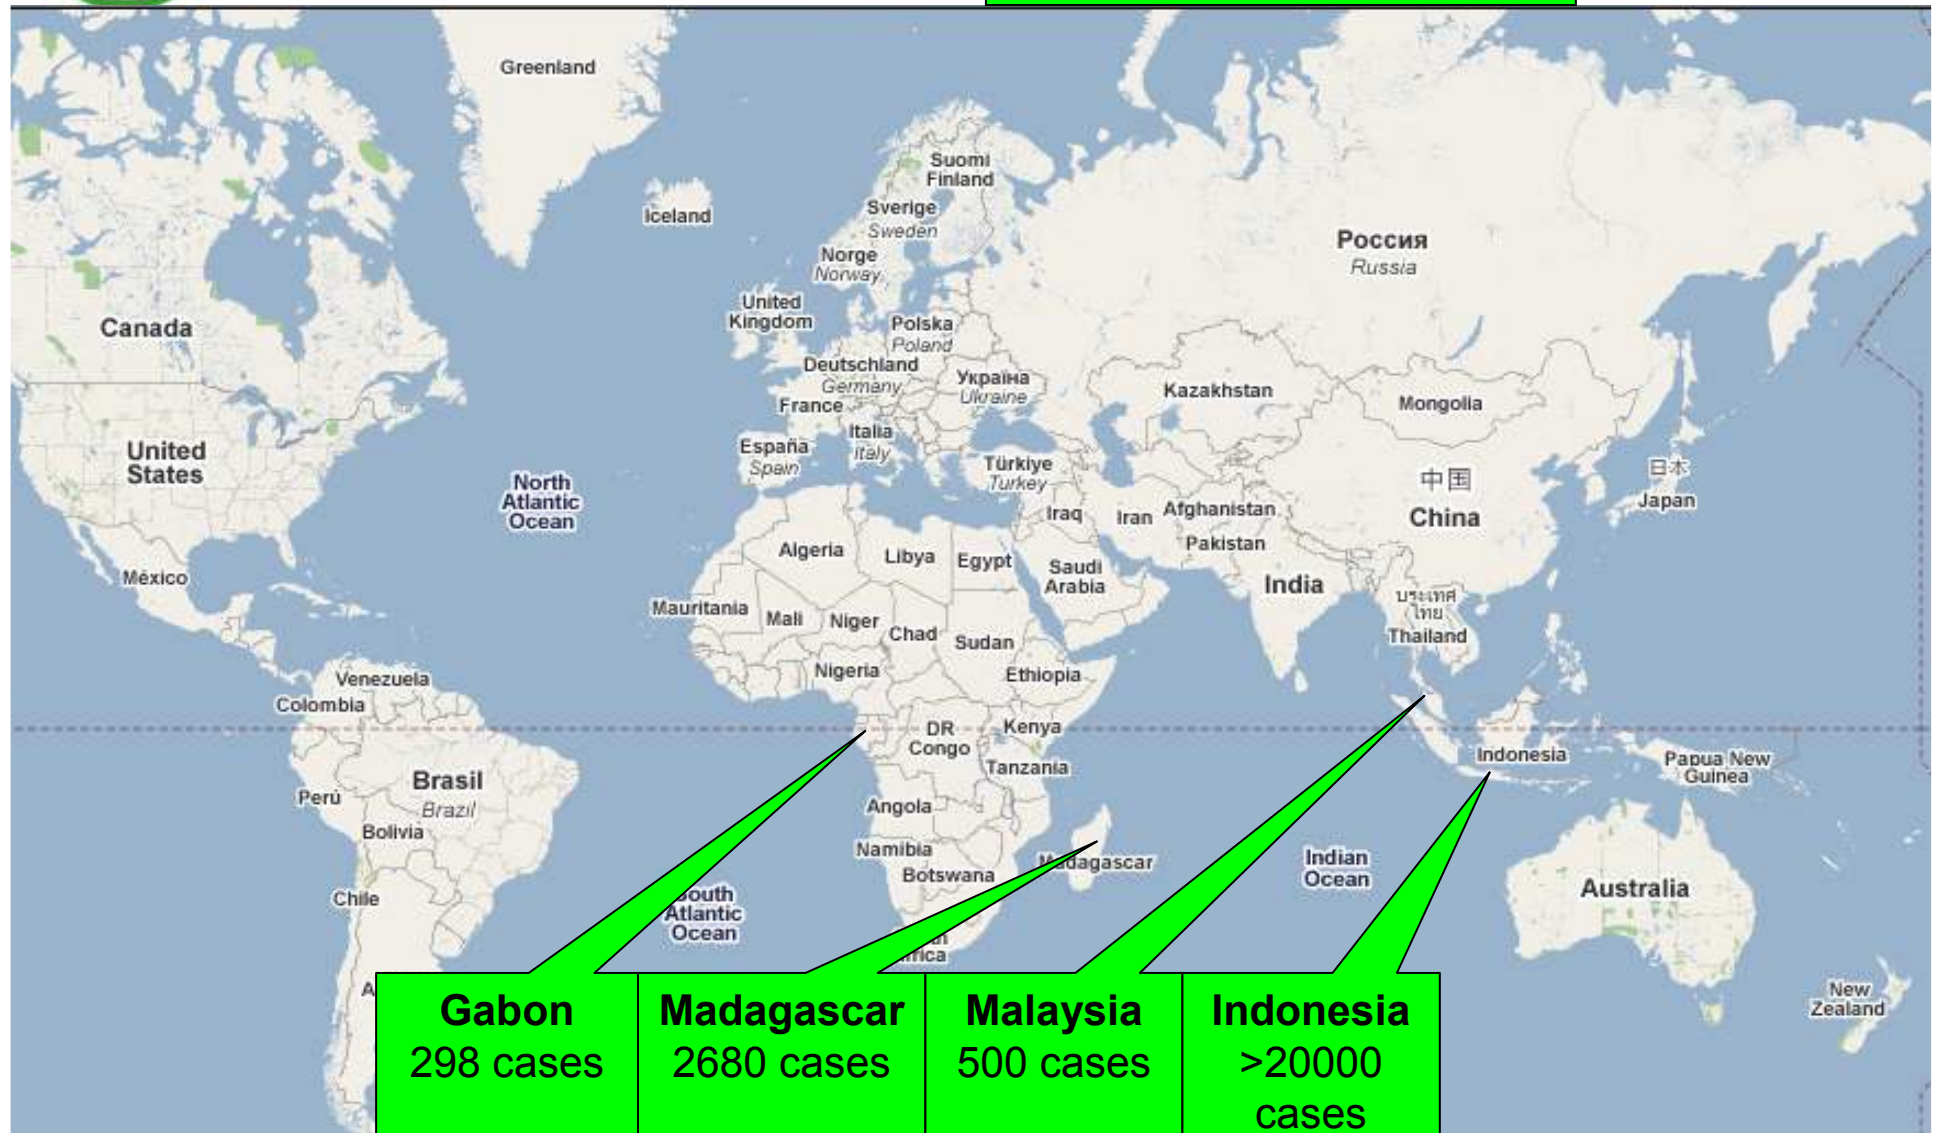 Greenland
Suomi
Finland
Iceland
Sverige
Sweden
Norge
Norway
Россия
Russia
United
Kingdom
Canada
Polska
Poland
Deutschland
Germany
Україна
Ukraine
France
Kazakhstan
Mongolia
Italia
Italy
España
Spain
United
States
Türkiye
Turkey
中国
China
日本
Japan
North
Atlantic
Ocean
Iraq
Iran
Afghanistan
Pakistan
Algeria
Libya
Egypt
Saudi
Arabia
India
México
Mauritania
Mali
Niger
Chad
Sudan
ประเทศ
ไทย
Thailand
Nigeria
Ethiopia
Venezuela
Colombia
DR
Congo
Kenya
Tanzania
Indonesia
Papua New
Guinea
Brasil
Brazil
Perú
Bolivia
Angola
Namibia
Botswana
Madagascar
Indian
Ocean
Australia
Chile
South
Atlantic
Ocean
New
Zealand
Gabon
298 cases
Madagascar
2680 cases
Malaysia
500 cases
Indonesia
>20000
cases